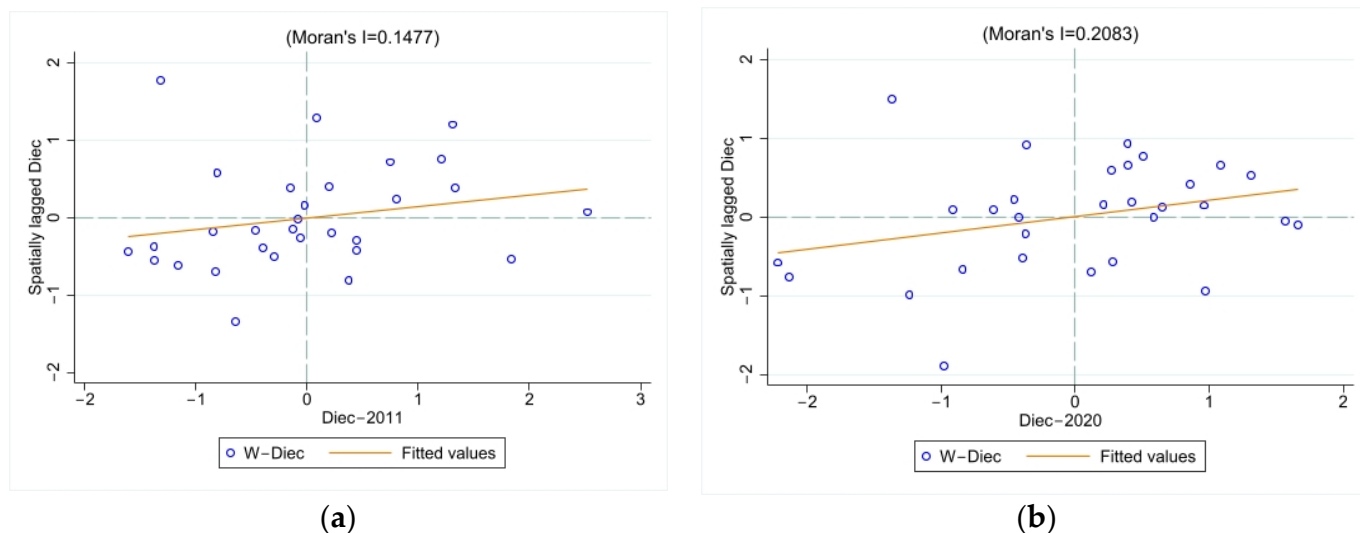 (Moran's I=0.1477)
Spatially lagged Diec
2
1
0
−1
−2
−2 −1 0 1 2 3
Diec−2011
W−Diec Fitted values
(a)
(Moran's I=0.2083)
Spatially lagged Diec
2
1
0
−1
−2
−2 −1 0 1 2
Diec−2020
W−Diec Fitted values
(b)